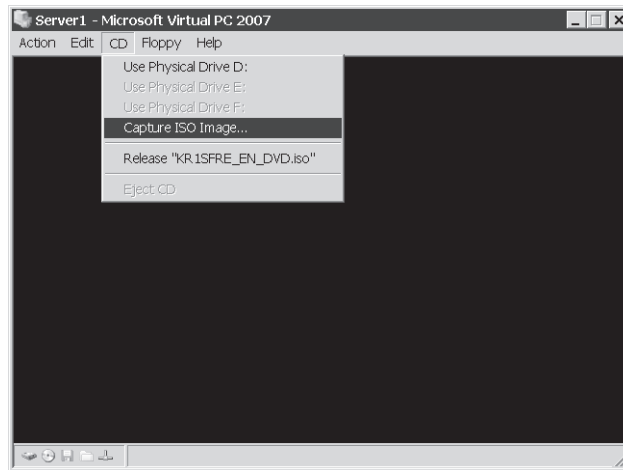 Server1 - Microsoft Virtual PC 2007
Action Edit CD Floppy Help
Use Physical Drive D:
Use Physical Drive E:
Use Physical Drive F:
Capture ISO Image...
Release "KR1SFRE_EN_DVD.iso"
Eject CD